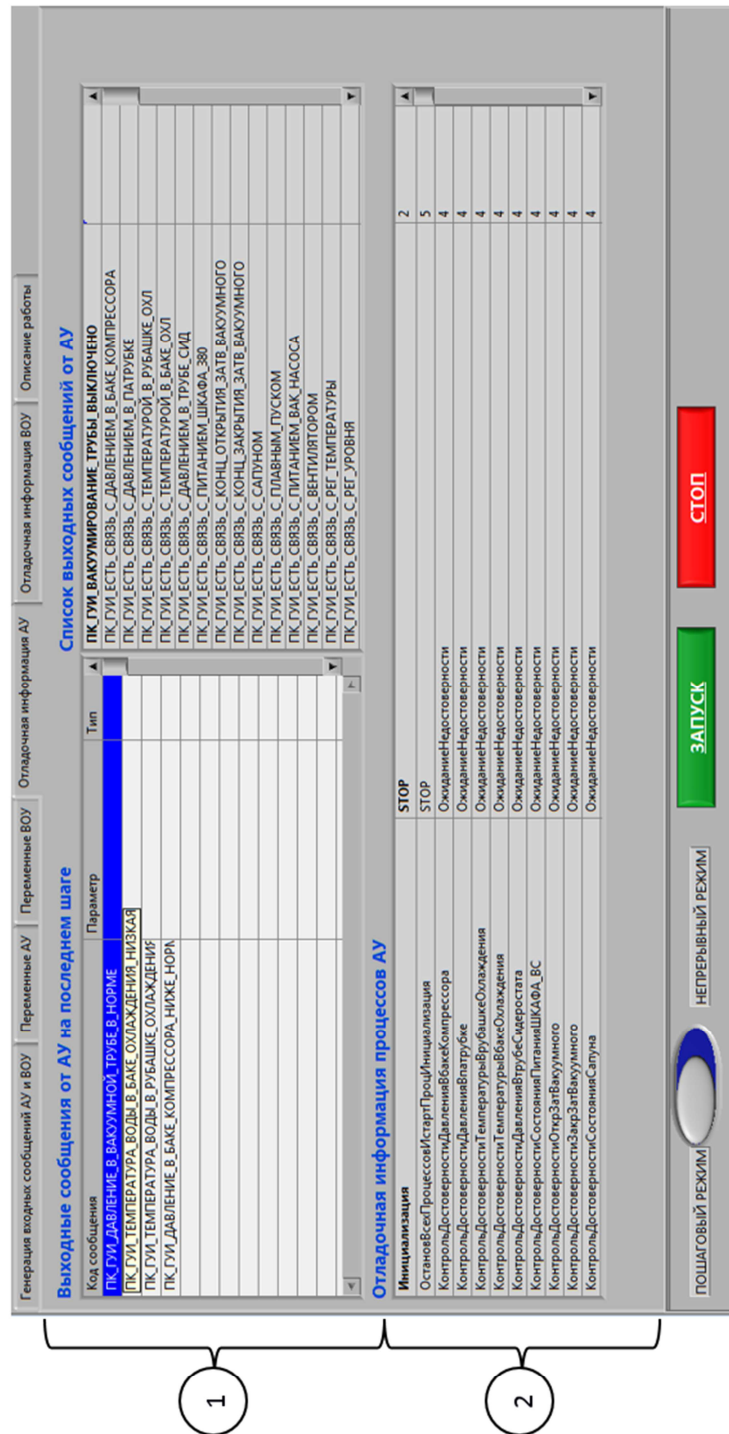 Генерация входных сообщений АУ и ВОУ
Переменные АУ
Переменные ВОУ
Отладочная информация АУ
Отладочная информация ВОУ
Описание работы
1
Выходные сообщения от АУ на последнем шаге
Код сообщения Параметр Тип
ПК_ГУИ_ДАВЛЕНИЕ_В_ВАКУУМНОЙ_ТРУБЕ_В_НОРМЕ
ПК_ГУИ_ТЕМПЕРАТУРА_ВОДЫ_В_БАКЕ_ОХЛАЖДЕНИЯ_НИЗКАЯ
ПК_ГУИ_ТЕМПЕРАТУРА_ВОДЫ_В_РУБАШКЕ_ОХЛАЖДЕНИЯ
ПК_ГУИ_ДАВЛЕНИЕ_В_БАКЕ_КОМПРЕССОРА_НИЖЕ_НОРМ
Список выходных сообщений от АУ
ПК_ГУИ_ВАКУУМИРОВАНИЕ_ТРУБЫ_ВЫКЛЮЧЕНО
ПК_ГУИ_ЕСТЬ_СВЯЗЬ_С_ДАВЛЕНИЕМ_В_БАКЕ_КОМПРЕССОРА
ПК_ГУИ_ЕСТЬ_СВЯЗЬ_С_ДАВЛЕНИЕМ_В_ПАТРУБКЕ
ПК_ГУИ_ЕСТЬ_СВЯЗЬ_С_ТЕМПЕРАТУРОЙ_В_РУБАШКЕ_ОХЛ
ПК_ГУИ_ЕСТЬ_СВЯЗЬ_С_ТЕМПЕРАТУРОЙ_В_БАКЕ_ОХЛ
ПК_ГУИ_ЕСТЬ_СВЯЗЬ_С_ДАВЛЕНИЕМ_В_ТРУБЕ_СИД
ПК_ГУИ_ЕСТЬ_СВЯЗЬ_С_ПИТАНИЕМ_ШКАФА_380
ПК_ГУИ_ЕСТЬ_СВЯЗЬ_С_КОНЦ_ОТКРЫТИЯ_ЗАТВ_ВАКУУМНОГО
ПК_ГУИ_ЕСТЬ_СВЯЗЬ_С_КОНЦ_ЗАКРЫТИЯ_ЗАТВ_ВАКУУМНОГО
ПК_ГУИ_ЕСТЬ_СВЯЗЬ_С_САПУНОМ
ПК_ГУИ_ЕСТЬ_СВЯЗЬ_С_ПЛАВНЫМ_ПУСКОМ
ПК_ГУИ_ЕСТЬ_СВЯЗЬ_С_ПИТАНИЕМ_ВАК_НАСОСА
ПК_ГУИ_ЕСТЬ_СВЯЗЬ_С_ВЕНТИЛЯТОРОМ
ПК_ГУИ_ЕСТЬ_СВЯЗЬ_С_РЕГ_ТЕМПЕРАТУРЫ
ПК_ГУИ_ЕСТЬ_СВЯЗЬ_С_РЕГ_УРОВНЯ
2
Отладочная информация процессов АУ
Инициализация STOP 2
ОстановВсехПроцессовИстартПроцИнициализация STOP 5
КонтрольДостоверностиДавленияВбакеКомпрессора ОжиданиеНедостоверности 4
КонтрольДостоверностиДавленияВпатрубке ОжиданиеНедостоверности 4
КонтрольДостоверностиТемпературыВрубашкеОхлаждения ОжиданиеНедостоверности 4
КонтрольДостоверностиТемпературыВбакеОхлаждения ОжиданиеНедостоверности 4
КонтрольДостоверностиДавленияВтрубеСидеростата ОжиданиеНедостоверности 4
КонтрольДостоверностиСостоянияПитанияШКАФА_ВС ОжиданиеНедостоверности 4
КонтрольДостоверностиОткрЗатВакуумного ОжиданиеНедостоверности 4
КонтрольДостоверностиЗакрЗатВакуумного ОжиданиеНедостоверности 4
КонтрольДостоверностиСостоянияСапуна ОжиданиеНедостоверности 4
ПОШАГОВЫЙ РЕЖИМ
НЕПРЕРЫВНЫЙ РЕЖИМ
ЗАПУСК
СТОП